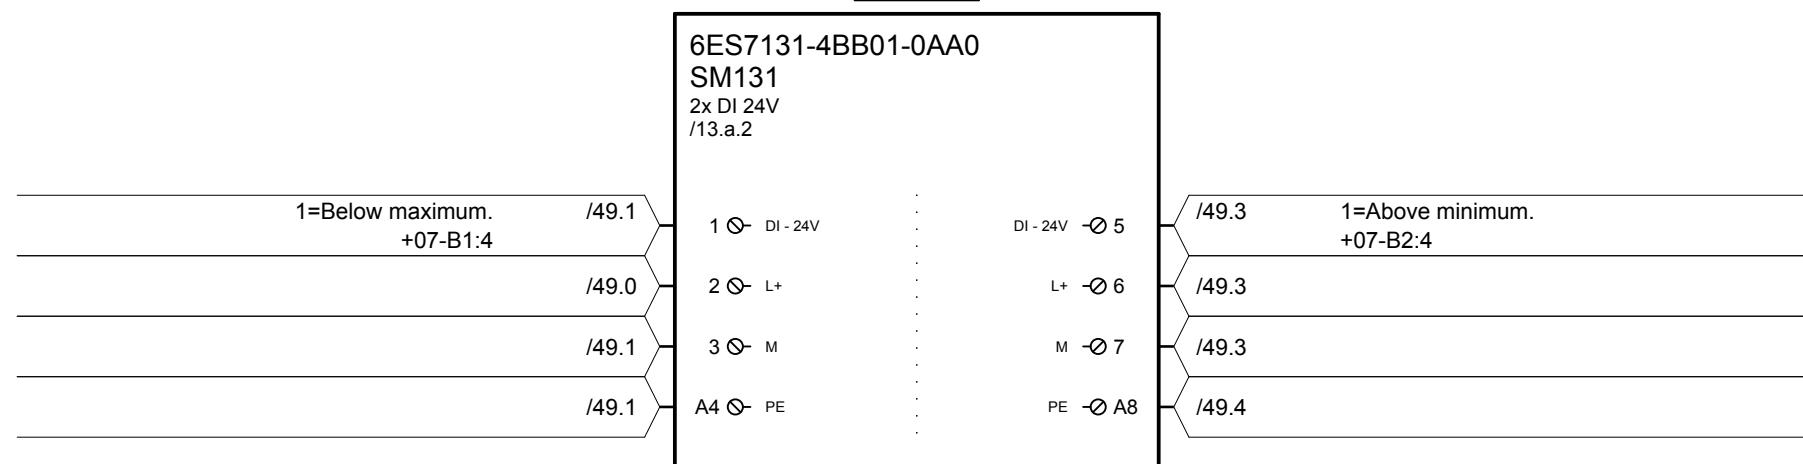 6ES7131-4BB01-0AA0
SM131
2x DI 24V
/13.a.2
1=Below maximum. /49.1 1 DI - 24V DI - 24V 5 /49.3 1=Above minimum.
+07-B1:4 +07-B2:4
/49.0 2 L+ L+ 6 /49.3
/49.1 3 M M 7 /49.3
/49.1 A4 PE PE A8 /49.4